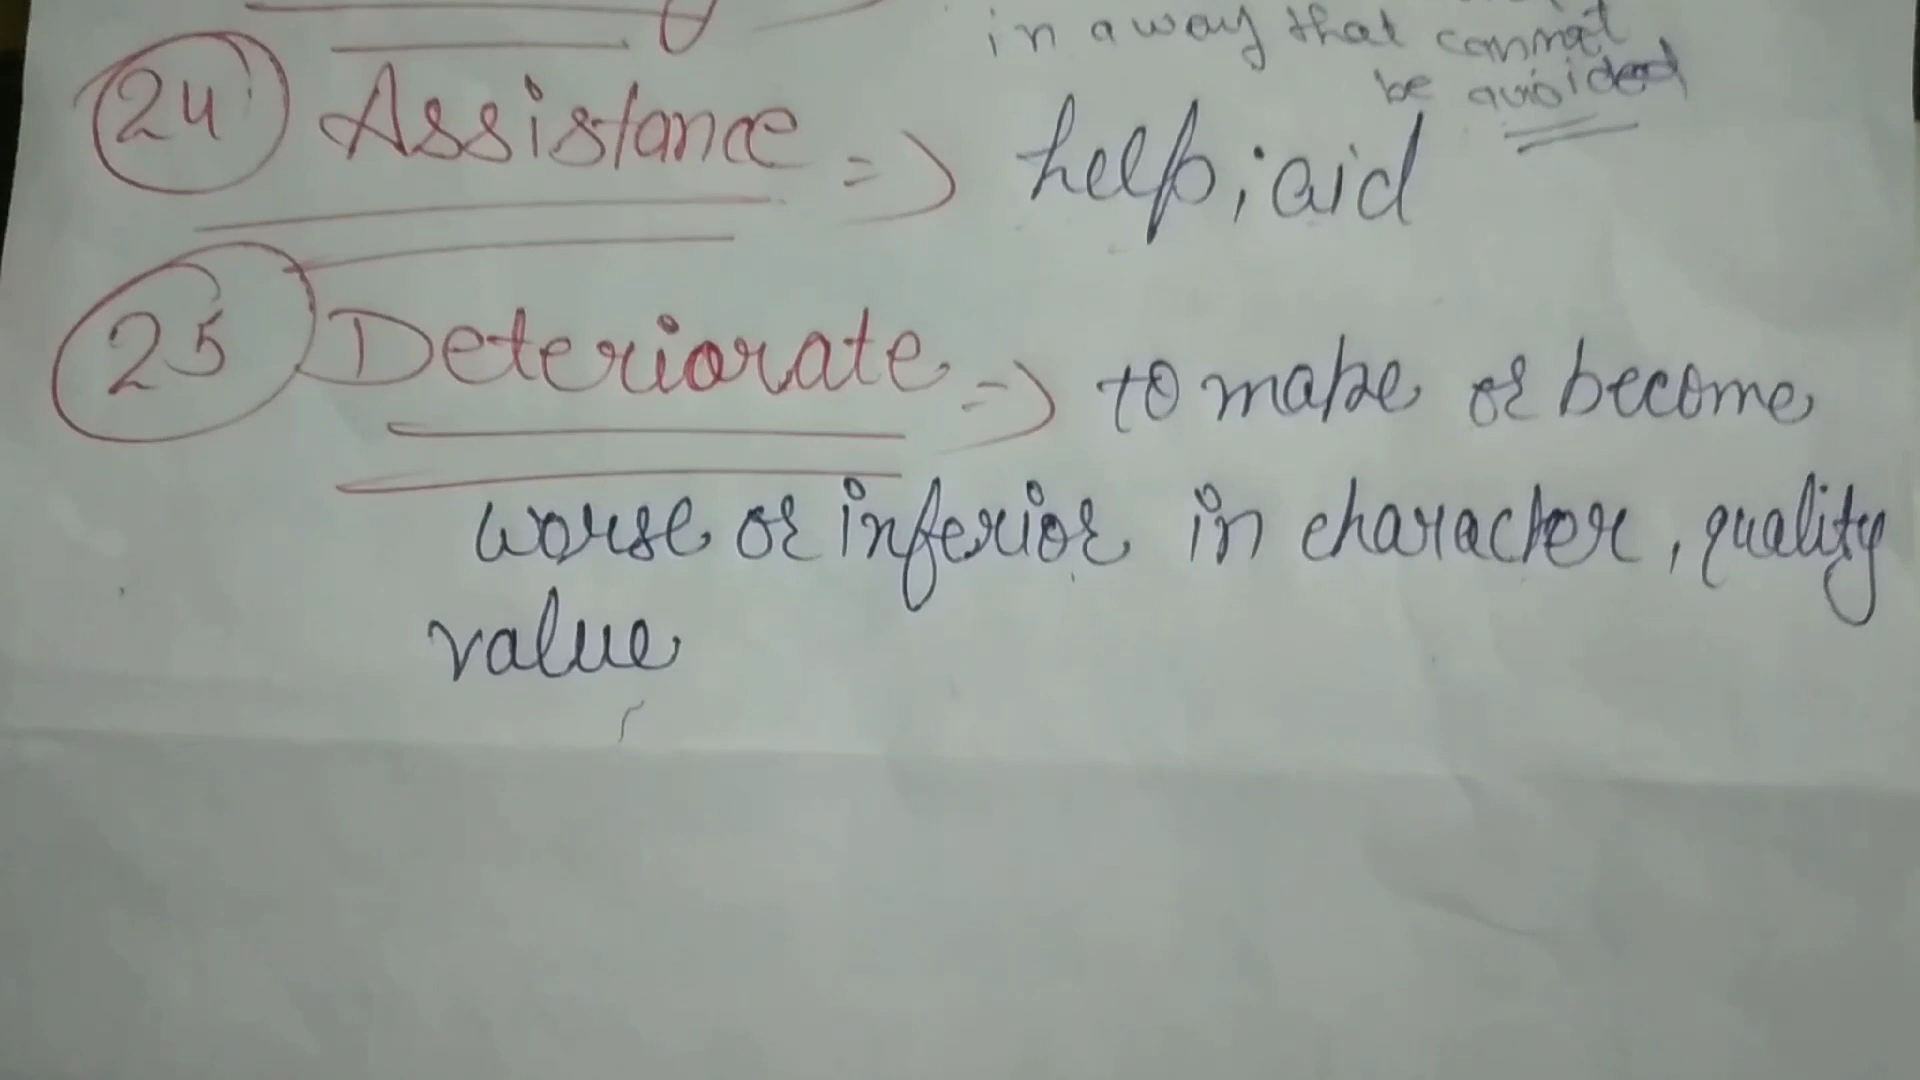 in a way that cannot
be avoided
24 Assistance => help; aid
25 Deteriorate => to make or become
worse or inferior in character, quality
value